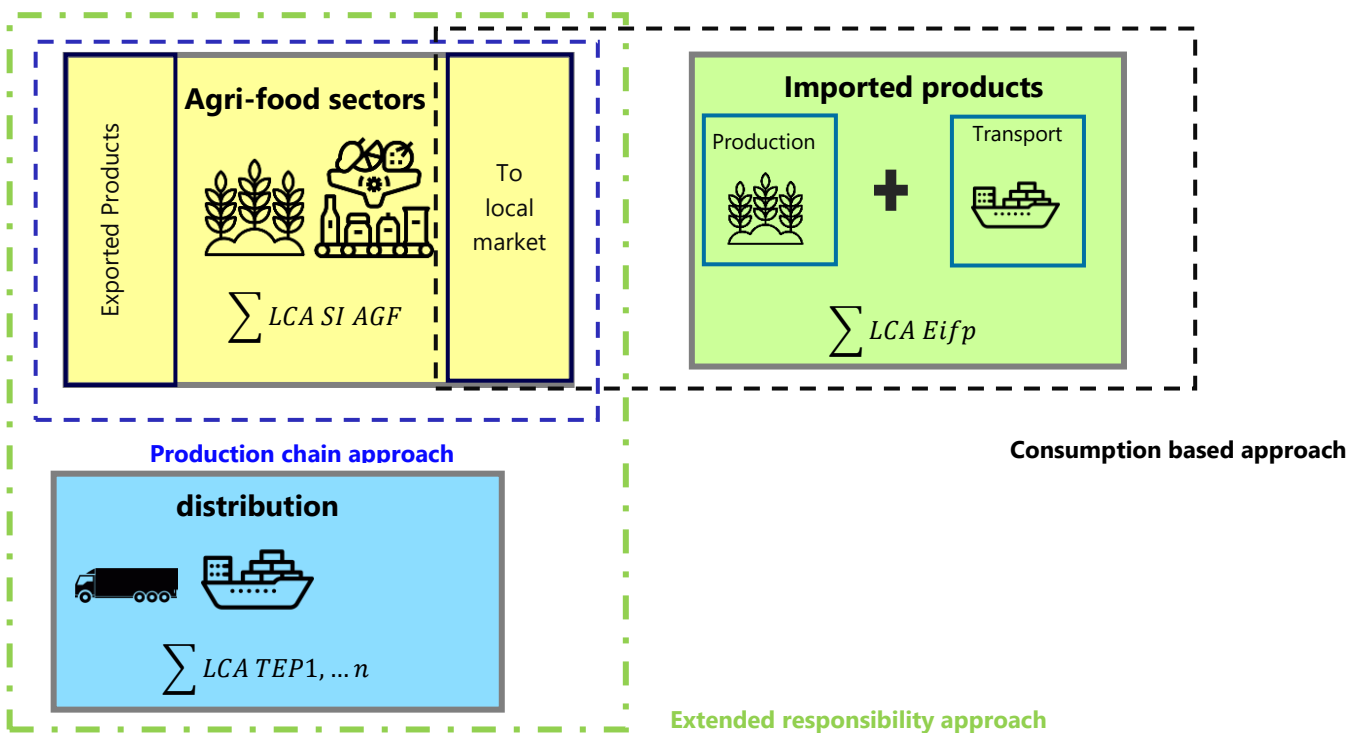 Exported Products
Agri-food sectors
∑ LCA SI AGF
To
local
market
Imported products
Production
Transport
∑ LCA Eifp
Production chain approach
Consumption based approach
distribution
∑ LCA TEP1, … n
Extended responsibility approach